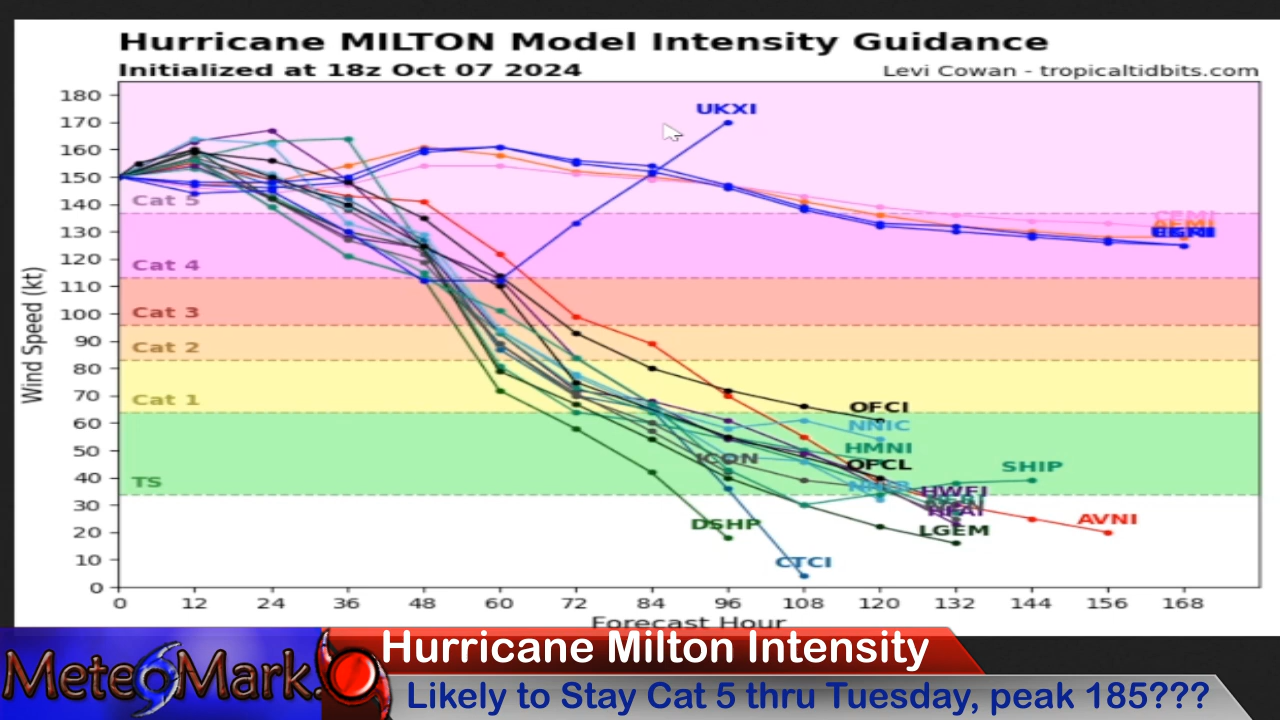 Hurricane MILTON Model Intensity Guidance
Initialized at 18z Oct 07 2024
Levi Cowan - tropicaltidbits.com
Wind Speed (kt)
180
170
160
150
140
130
120
110
100
90
80
70
60
50
40
30
20
10
0
Cat 5
Cat 4
Cat 3
Cat 2
Cat 1
TS
UKXI
OFCI
NNIC
HMNI
ICON
OPCL
SHIP
HWFI
DSHP
LGEM
AVNI
CTCI
0 12 24 36 48 60 72 84 96 108 120 132 144 156 168
Forecast Hour
MeteoMark.
Hurricane Milton Intensity
Likely to Stay Cat 5 thru Tuesday, peak 185???